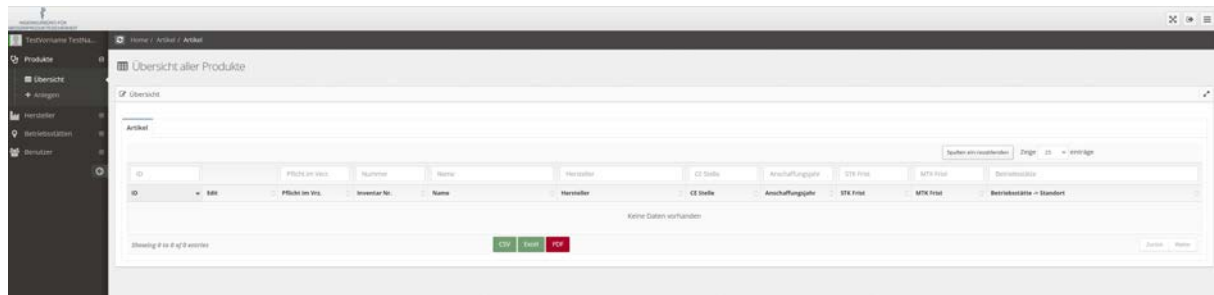 INGENIEURBÜRO FÜR
MEDIZINPRODUKTESICHERHEIT
TestVorname TestNa...
Home / Artikel / Artikel
Produkte
Übersicht aller Produkte
Übersicht
Anlegen
Übersicht
Hersteller
Artikel
Betriebsstätten
Benutzer
Spalten ein-/ausblenden Zeige 25 einträge
ID Pflicht im Verz. Nummer Name Hersteller CE Stelle Anschaffungsjahr STK Frist MTK Frist Betriebsstätte
ID Edit Pflicht im Vrz. Inventar Nr. Name Hersteller CE Stelle Anschaffungsjahr STK Frist MTK Frist Betriebsstätte -> Standort
Keine Daten vorhanden
Showing 0 to 0 of 0 entries
CSV Excel PDF
Zurück Weiter